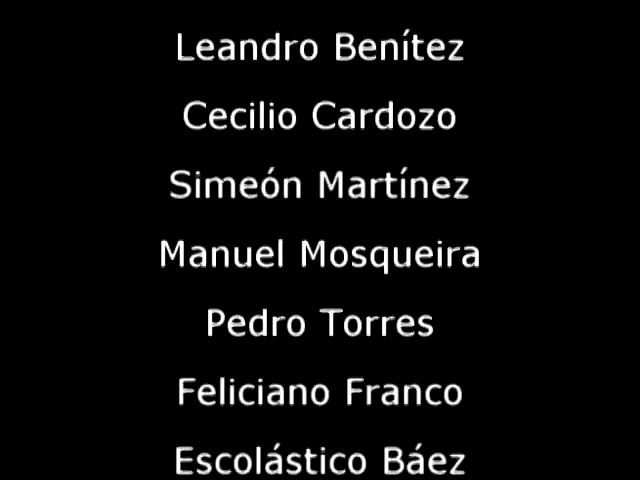 Leandro Benítez
Cecilio Cardozo
Simeón Martínez
Manuel Mosqueira
Pedro Torres
Feliciano Franco
Escolástico Báez